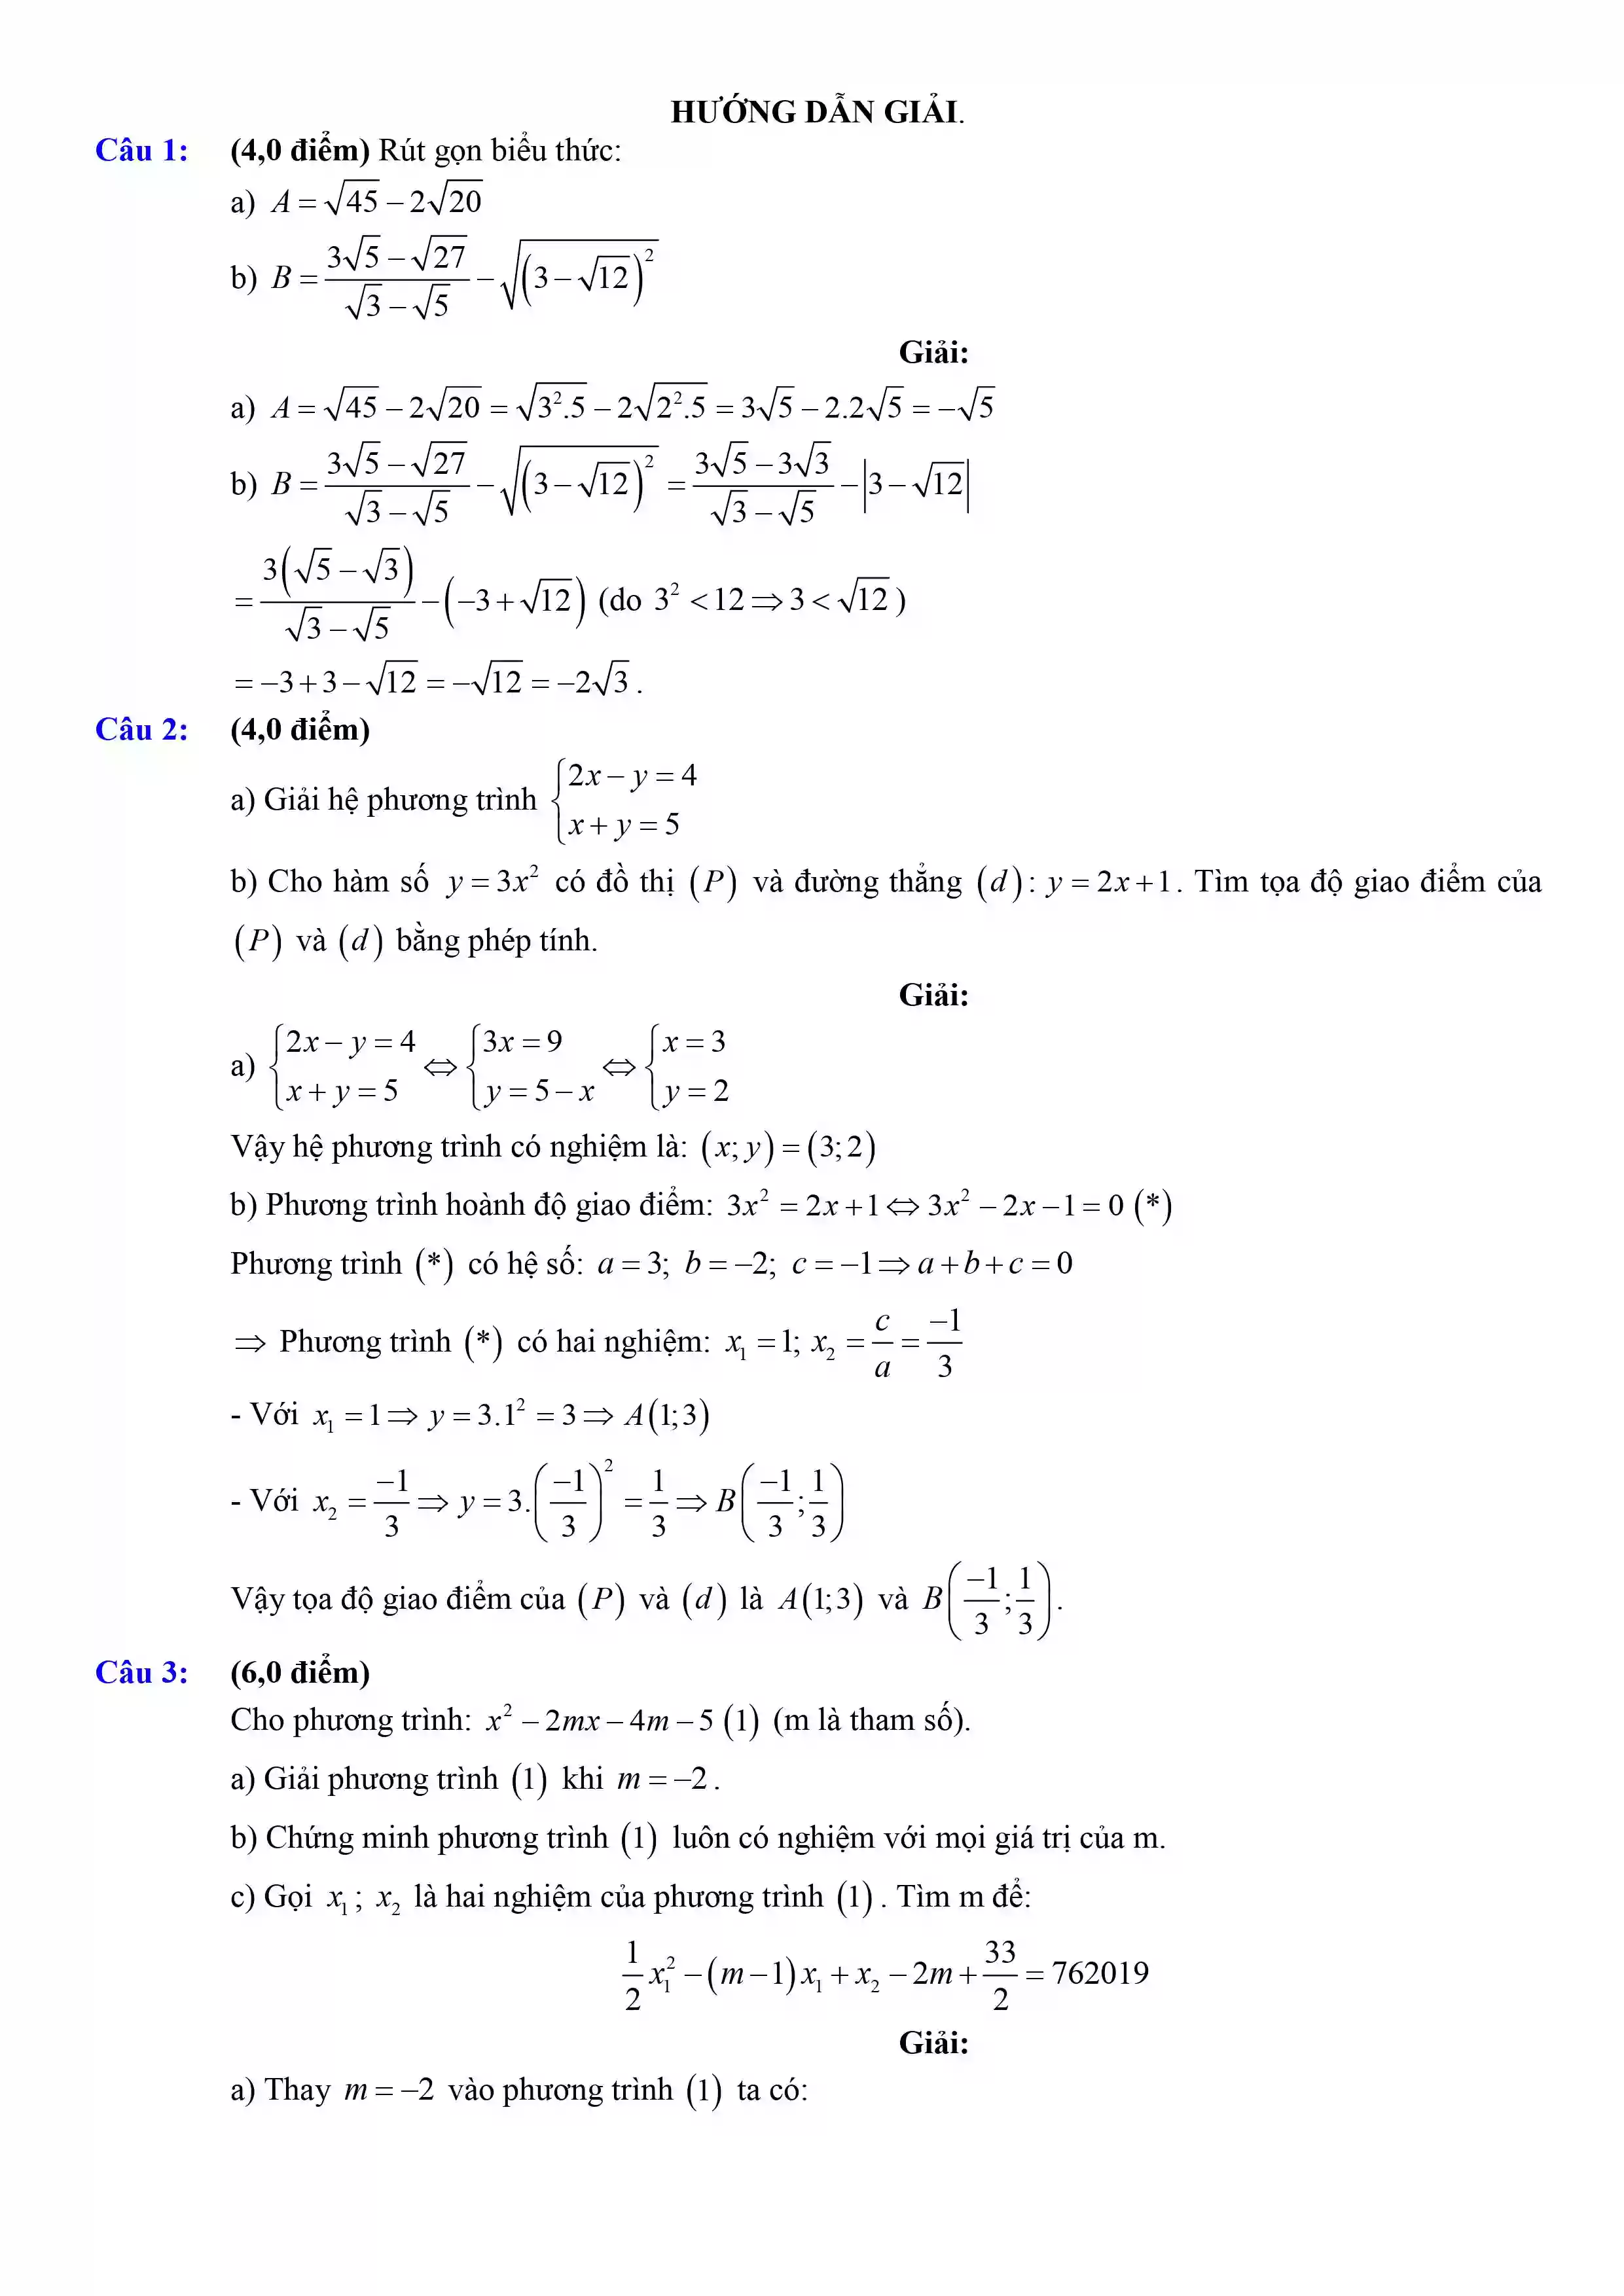 HƯỚNG DẪN GIẢI.
Câu 1: (4,0 điểm) Rút gọn biểu thức:
a) $A = \sqrt{45} - 2\sqrt{20}$
b) $B = \frac{3\sqrt{5} - \sqrt{27}}{\sqrt{3} - \sqrt{5}} - \sqrt{\left(3 - \sqrt{12}\right)^2}$
Giải:
a) $A = \sqrt{45} - 2\sqrt{20} = \sqrt{3^2.5} - 2\sqrt{2^2.5} = 3\sqrt{5} - 2.2\sqrt{5} = -\sqrt{5}$
b) $B = \frac{3\sqrt{5} - \sqrt{27}}{\sqrt{3} - \sqrt{5}} - \sqrt{\left(3 - \sqrt{12}\right)^2} = \frac{3\sqrt{5} - 3\sqrt{3}}{\sqrt{3} - \sqrt{5}} - \left|3 - \sqrt{12}\right|$
$= \frac{3\left(\sqrt{5} - \sqrt{3}\right)}{\sqrt{3} - \sqrt{5}} - \left(-3 + \sqrt{12}\right)$ (do $3^2 < 12 \Rightarrow 3 < \sqrt{12}$ )
$= -3 + 3 - \sqrt{12} = -\sqrt{12} = -2\sqrt{3}$ .
Câu 2: (4,0 điểm)
a) Giải hệ phương trình $\begin{cases} 2x - y = 4 \\ x + y = 5 \end{cases}$
b) Cho hàm số $y = 3x^2$ có đồ thị $(P)$ và đường thẳng $(d): y = 2x + 1$. Tìm tọa độ giao điểm của
$(P)$ và $(d)$ bằng phép tính.
Giải:
a) $\begin{cases} 2x - y = 4 \\ x + y = 5 \end{cases} \Leftrightarrow \begin{cases} 3x = 9 \\ y = 5 - x \end{cases} \Leftrightarrow \begin{cases} x = 3 \\ y = 2 \end{cases}$
Vậy hệ phương trình có nghiệm là: $(x; y) = (3; 2)$
b) Phương trình hoành độ giao điểm: $3x^2 = 2x + 1 \Leftrightarrow 3x^2 - 2x - 1 = 0$ $(*)$
Phương trình $(*)$ có hệ số: $a = 3;\ b = -2;\ c = -1 \Rightarrow a + b + c = 0$
$\Rightarrow$ Phương trình $(*)$ có hai nghiệm: $x_1 = 1;\ x_2 = \frac{c}{a} = \frac{-1}{3}$
- Với $x_1 = 1 \Rightarrow y = 3.1^2 = 3 \Rightarrow A(1; 3)$
- Với $x_2 = \frac{-1}{3} \Rightarrow y = 3.\left(\frac{-1}{3}\right)^2 = \frac{1}{3} \Rightarrow B\left(\frac{-1}{3}; \frac{1}{3}\right)$
Vậy tọa độ giao điểm của $(P)$ và $(d)$ là $A(1; 3)$ và $B\left(\frac{-1}{3}; \frac{1}{3}\right)$.
Câu 3: (6,0 điểm)
Cho phương trình: $x^2 - 2mx - 4m - 5$ $(1)$ (m là tham số).
a) Giải phương trình $(1)$ khi $m = -2$ .
b) Chứng minh phương trình $(1)$ luôn có nghiệm với mọi giá trị của m.
c) Gọi $x_1$ ; $x_2$ là hai nghiệm của phương trình $(1)$ . Tìm m để:
$\frac{1}{2}x_1^2 - (m - 1)x_1 + x_2 - 2m + \frac{33}{2} = 762019$
Giải:
a) Thay $m = -2$ vào phương trình $(1)$ ta có: